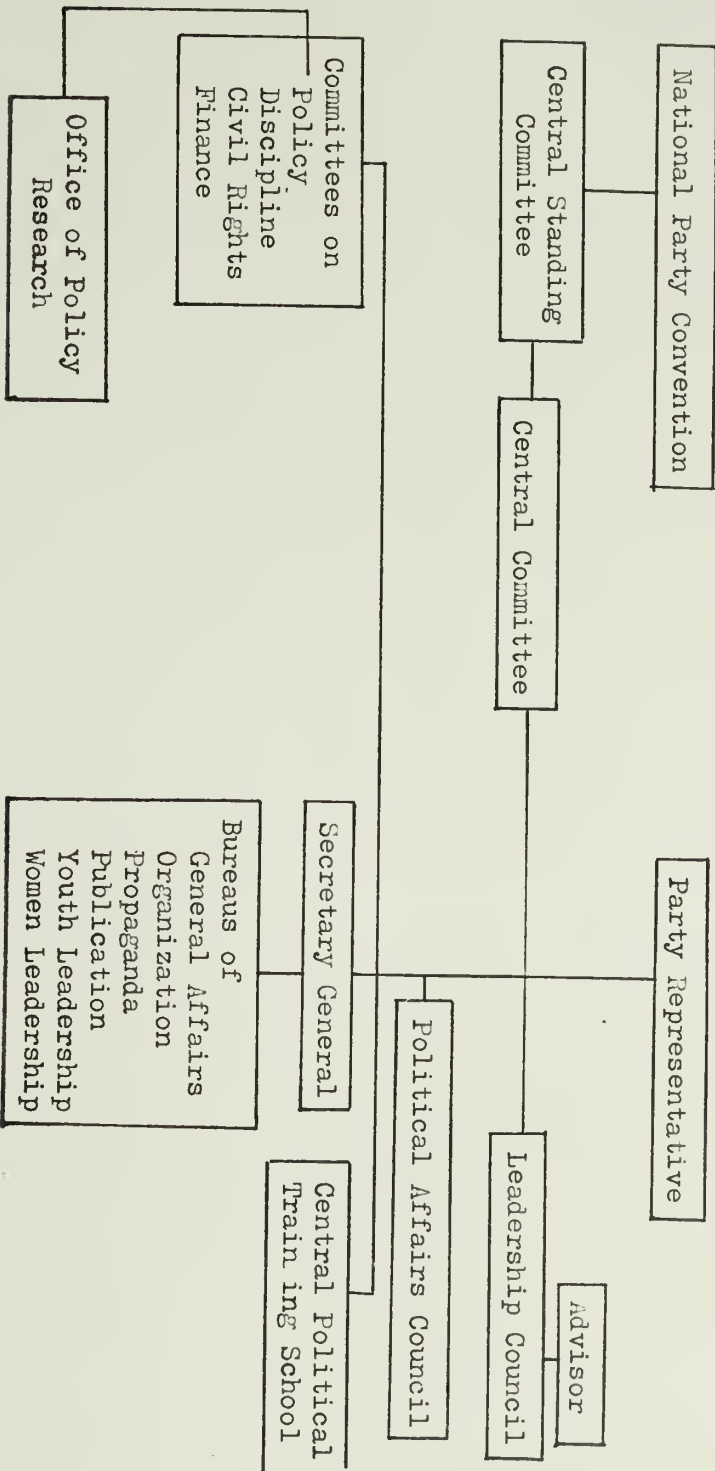 National Party Convention
Party Representative
Advisor
Central Standing
Committee
Central Committee
Leadership Council
Political Affairs Council
Committees on
Policy
Discipline
Civil Rights
Finance
Secretary General
Central Political
Train ing School
Office of Policy
Research
Bureaus of
General Affairs
Organization
Propaganda
Publication
Youth Leadership
Women Leadership